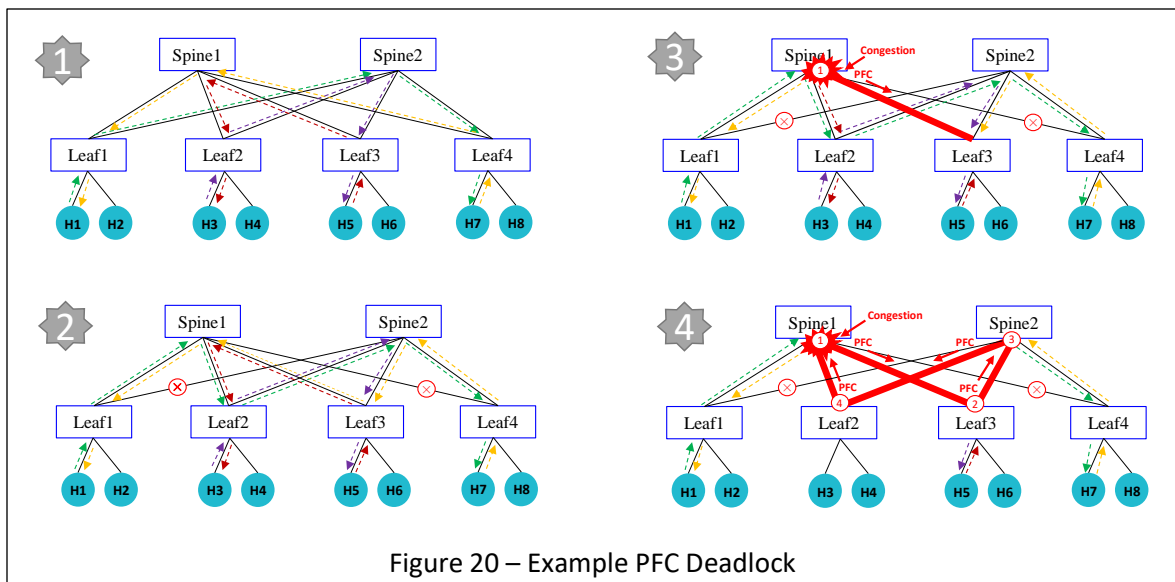 1
Spine1 Spine2
Leaf1 Leaf2 Leaf3 Leaf4
H1 H2 H3 H4 H5 H6 H7 H8
3
Congestion
Spine1 Spine2
1 PFC
Leaf1 Leaf2 Leaf3 Leaf4
H1 H2 H3 H4 H5 H6 H7 H8
2
Spine1 Spine2
Leaf1 Leaf2 Leaf3 Leaf4
H1 H2 H3 H4 H5 H6 H7 H8
4
Congestion
Spine1 Spine2
1 PFC PFC 3
PFC PFC
4 2
Leaf1 Leaf2 Leaf3 Leaf4
H1 H2 H3 H4 H5 H6 H7 H8
Figure 20 – Example PFC Deadlock